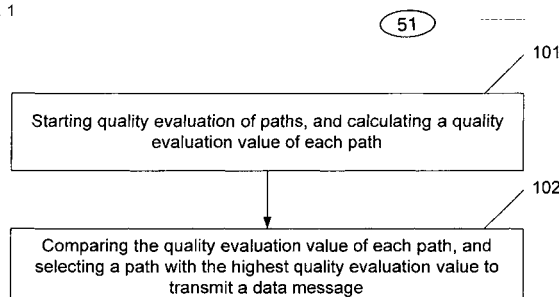 1
51
101
Starting quality evaluation of paths, and calculating a quality
evaluation value of each path
102
Comparing the quality evaluation value of each path, and
selecting a path with the highest quality evaluation value to
transmit a data message